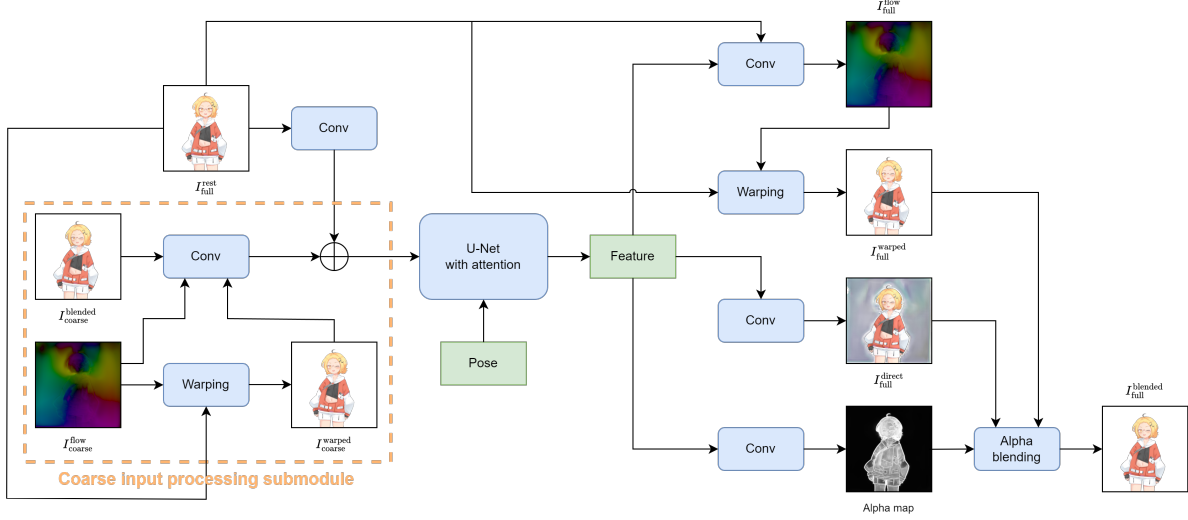 I_full^flow
Conv
Conv
I_full^rest
Warping
I_full^warped
Conv
U-Net
with attention
Feature
I_coarse^blended
Conv
I_full^direct
Pose
Warping
I_full^blended
I_coarse^flow
I_coarse^warped
Conv
Alpha
blending
Coarse input processing submodule
Alpha map